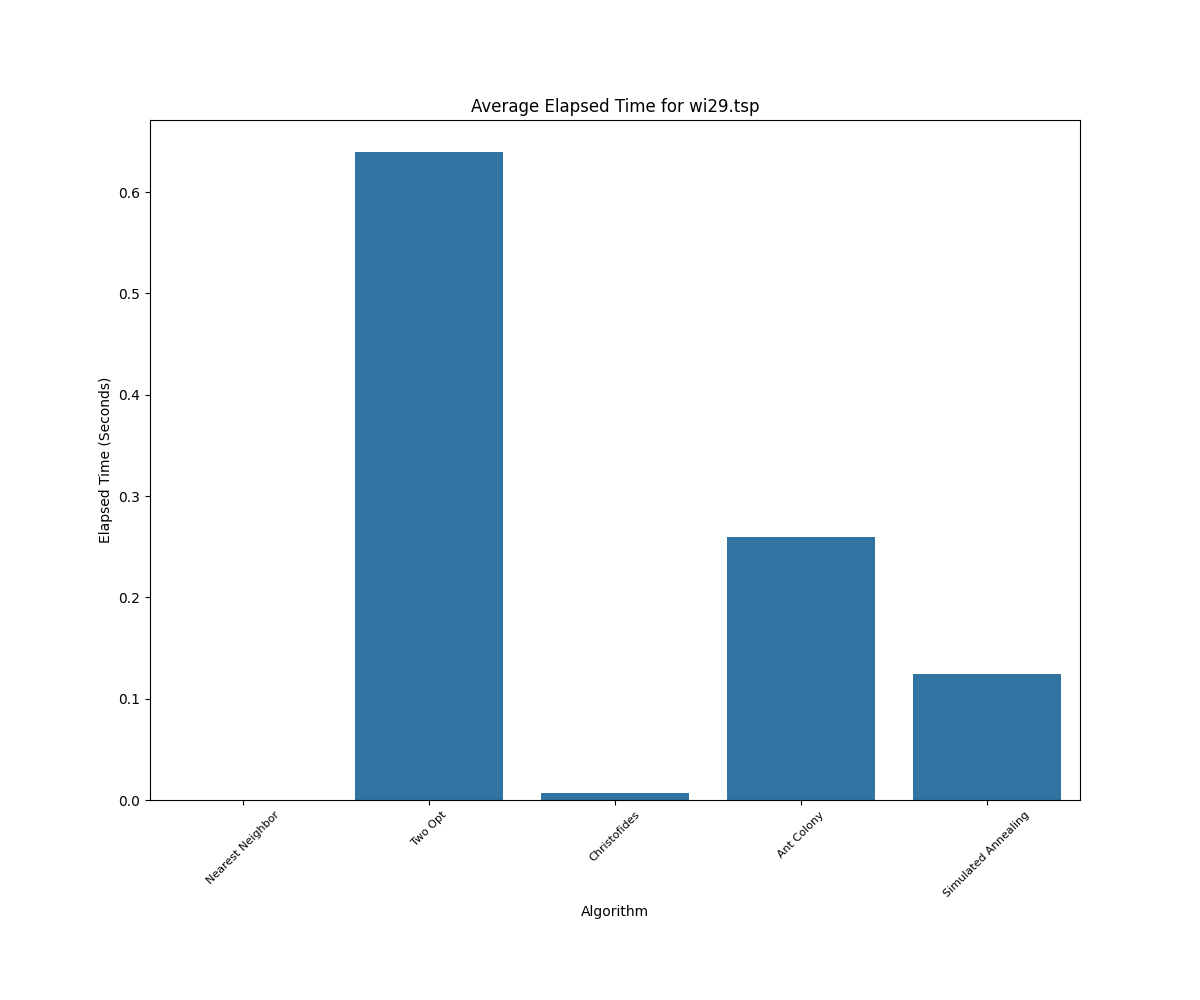 Average Elapsed Time for wi29.tsp
Elapsed Time (Seconds)
0.6
0.5
0.4
0.3
0.2
0.1
0.0
Nearest Neighbor
Two Opt
Christofides
Ant Colony
Simulated Annealing
Algorithm